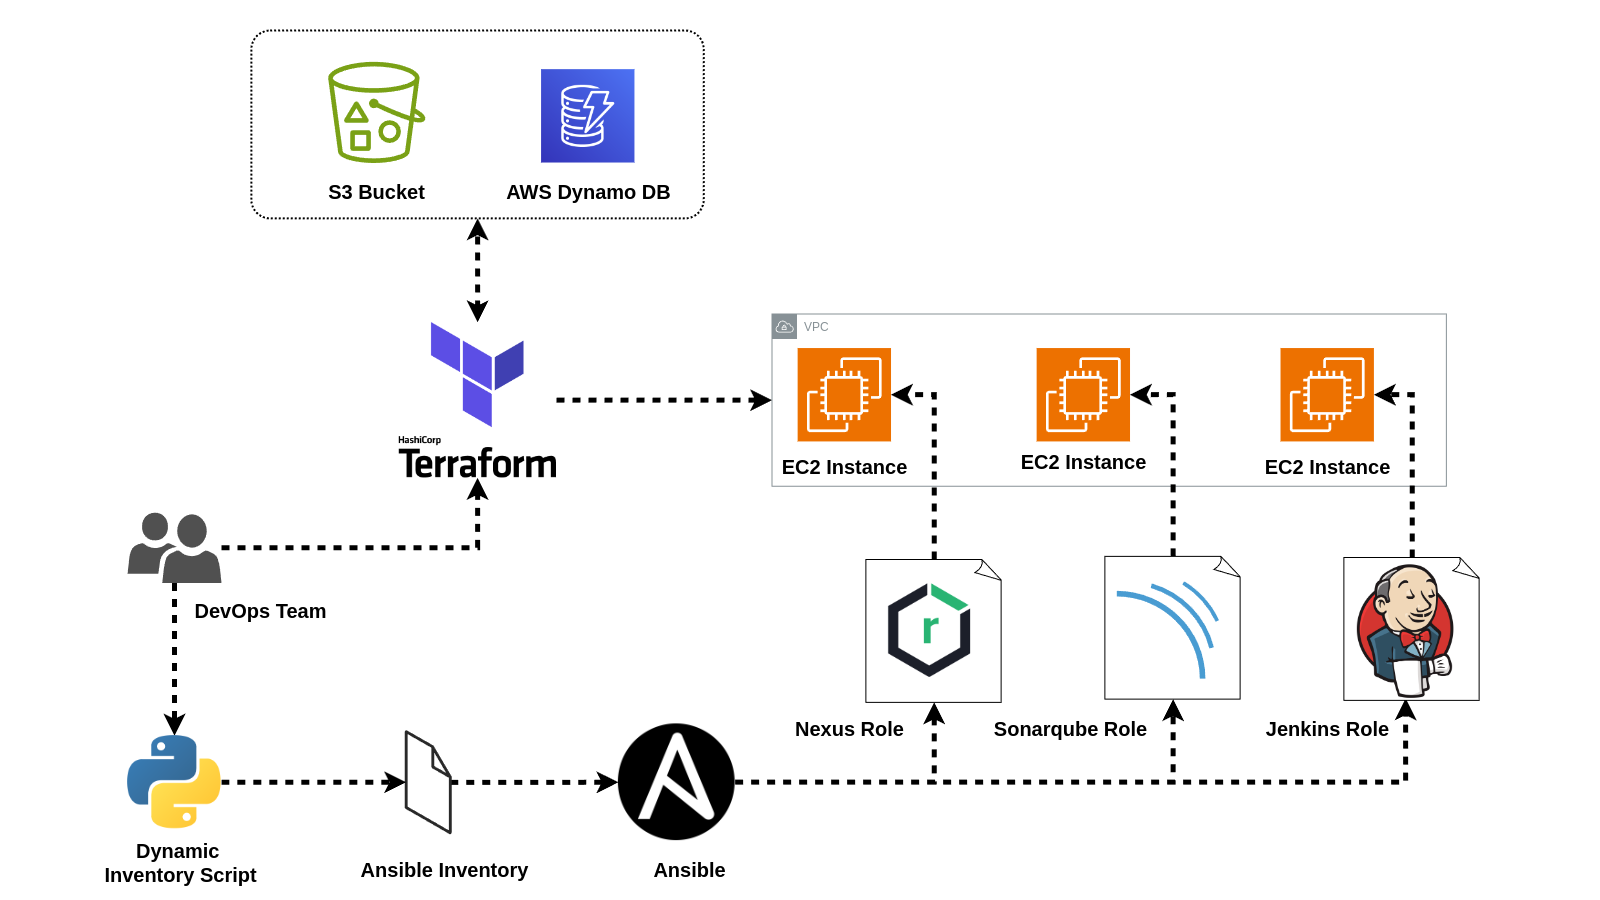 S3 Bucket
AWS Dynamo DB
HashiCorp
Terraform
VPC
EC2 Instance
EC2 Instance
EC2 Instance
DevOps Team
r
Nexus Role
Sonarqube Role
Jenkins Role
Dynamic
Inventory Script
Ansible Inventory
Ansible